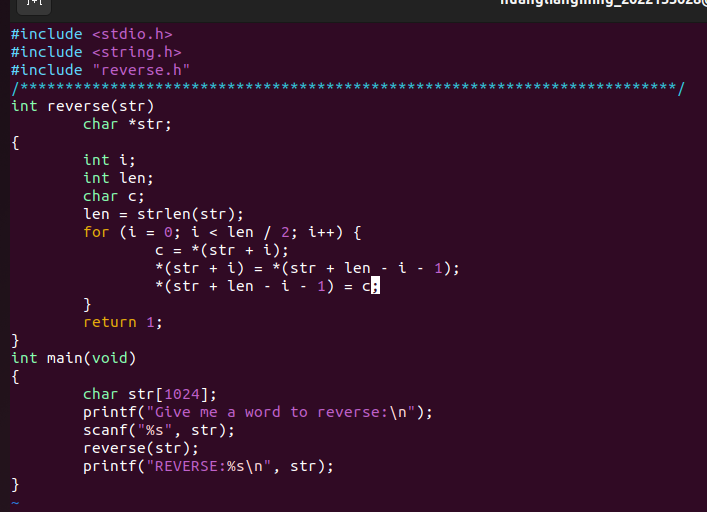 #include <stdio.h>
#include <string.h>
#include "reverse.h"
/*************************************************************************/
int reverse(str)
        char *str;
{
        int i;
        int len;
        char c;
        len = strlen(str);
        for (i = 0; i < len / 2; i++) {
                c = *(str + i);
                *(str + i) = *(str + len - i - 1);
                *(str + len - i - 1) = c;
        }
        return 1;
}
int main(void)
{
        char str[1024];
        printf("Give me a word to reverse:\n");
        scanf("%s", str);
        reverse(str);
        printf("REVERSE:%s\n", str);
}
~